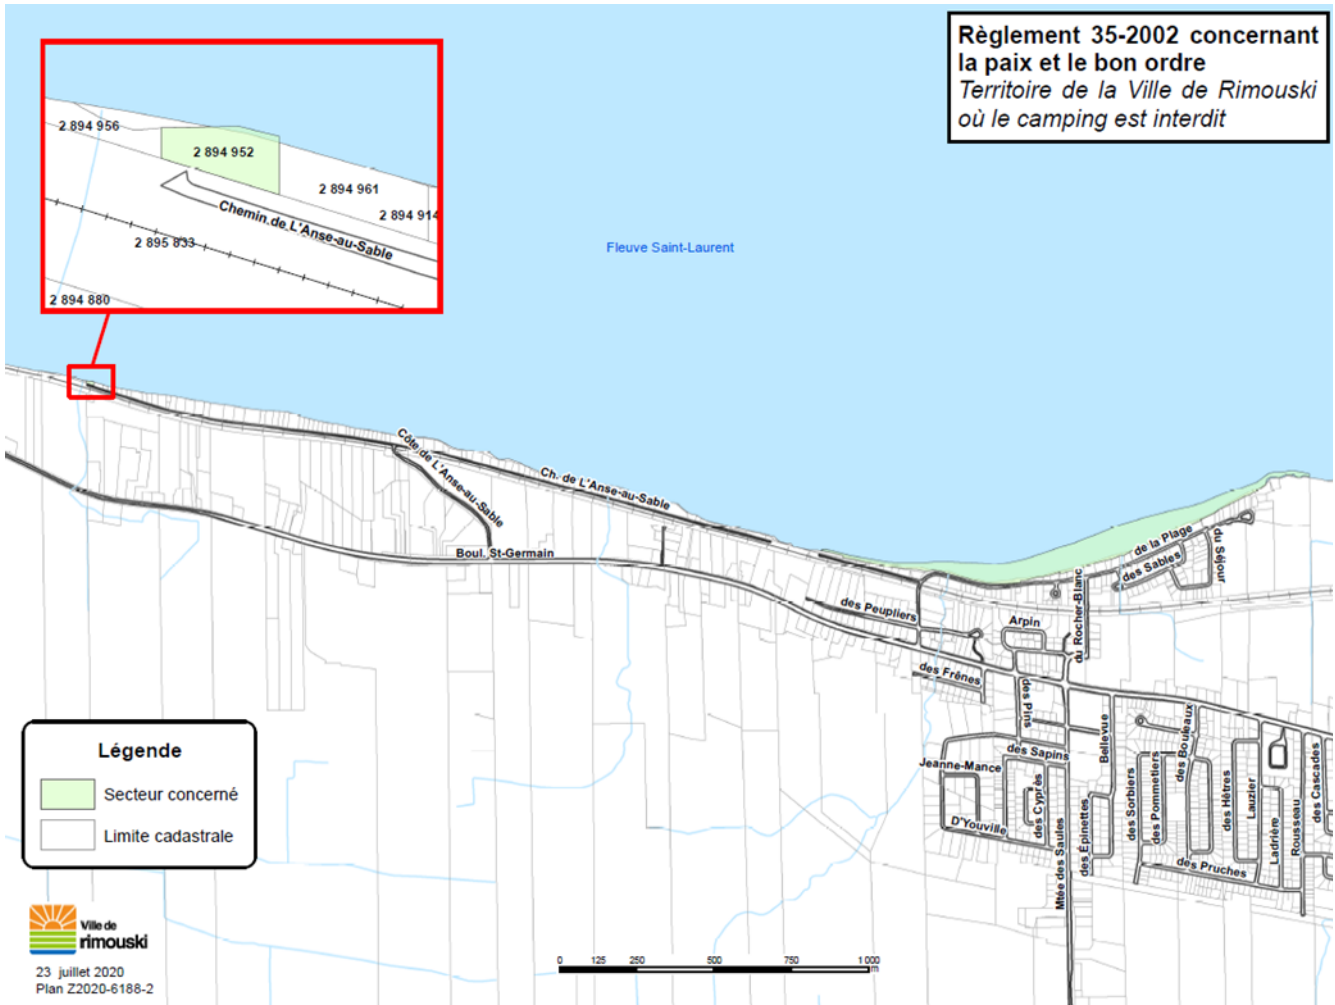 Règlement 35-2002 concernant
la paix et le bon ordre
Territoire de la Ville de Rimouski
où le camping est interdit
2 894 956
2 894 952
2 894 961
2 894 914
Chemin de L'Anse-au-Sable
2 895 833
2 894 880
Fleuve Saint-Laurent
Côte de L'Anse-au-Sable
Ch. de L'Anse-au-Sable
Boul. St-Germain
de la Plage
des Sables
du Séjour
du Rocher-Blanc
des Peupliers
Arpin
des Frênes
des Pins
des Sapins
Bellevue
des Bouleaux
Jeanne-Mance
des Cyprès
D'Youville
Mtée des Saules
des Épinettes
des Sorbiers
des Pommetiers
des Hêtres
Lauzier
Ladrière
Rousseau
des Cascades
des Pruches
Légende
Secteur concerné
Limite cadastrale
Ville de
rimouski
23 juillet 2020
Plan Z2020-6188-2
0 125 250 500 750 1 000
m